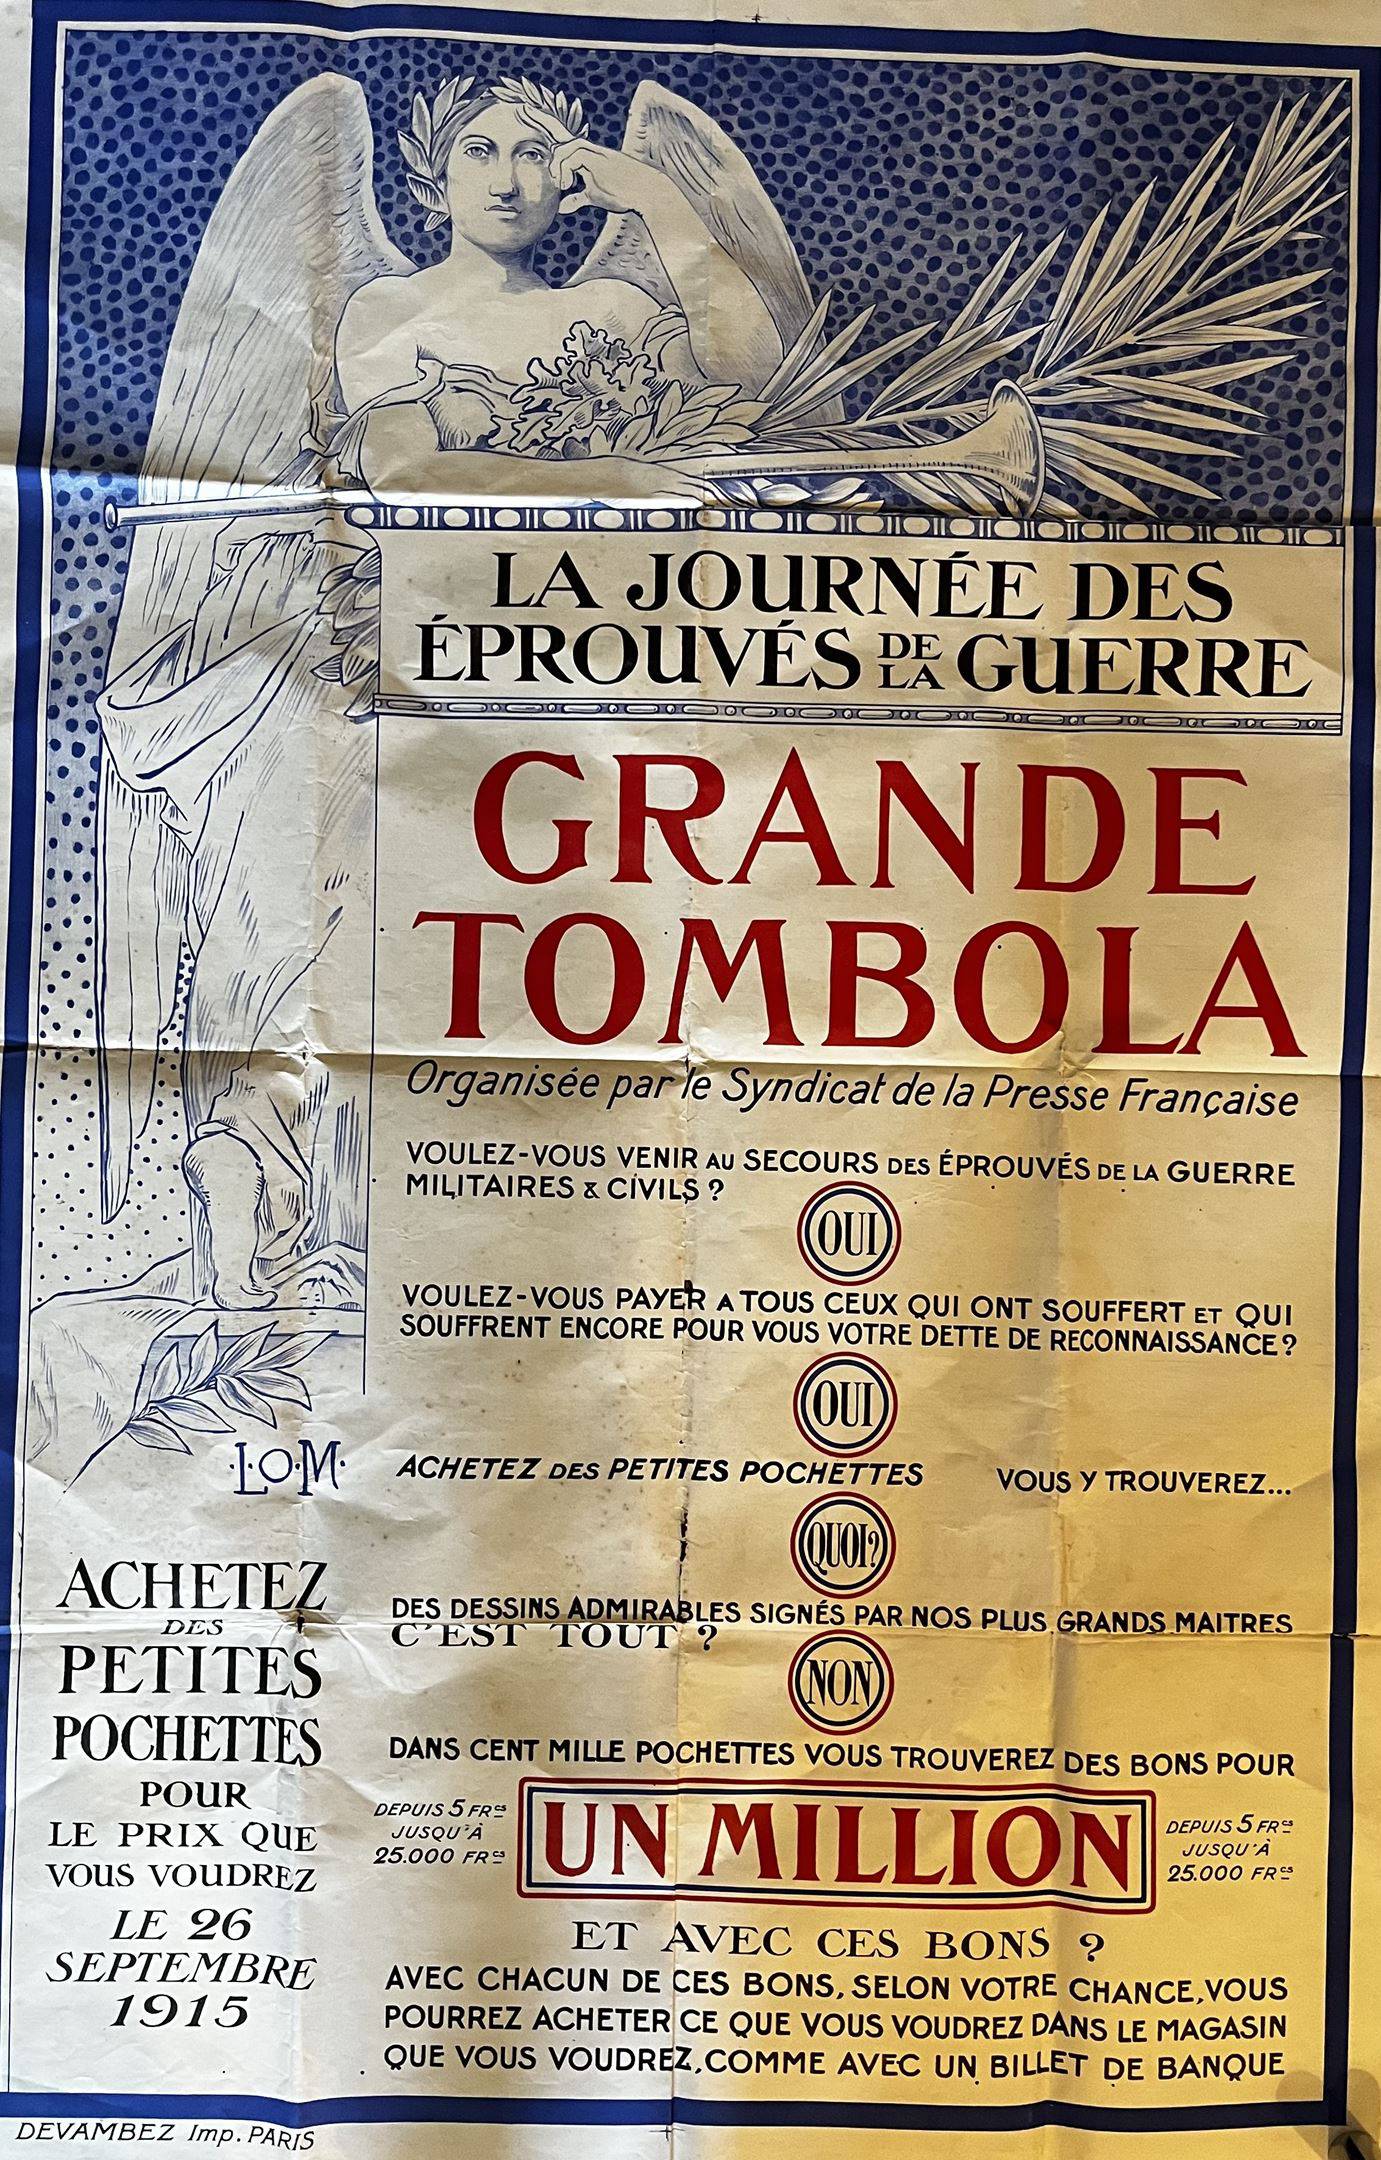 LA JOURNÉE DES
ÉPROUVÉS DE LA GUERRE
GRANDE
TOMBOLA
Organisée par le Syndicat de la Presse Française
VOULEZ-VOUS VENIR AU SECOURS DES ÉPROUVÉS DE LA GUERRE
MILITAIRES & CIVILS ?
OUI
VOULEZ-VOUS PAYER A TOUS CEUX QUI ONT SOUFFERT ET QUI
SOUFFRENT ENCORE POUR VOUS VOTRE DETTE DE RECONNAISSANCE ?
OUI
ACHETEZ DES PETITES POCHETTES VOUS Y TROUVEREZ...
QUOI?
DES DESSINS ADMIRABLES SIGNÉS PAR NOS PLUS GRANDS MAITRES
C'EST TOUT ?
NON
DANS CENT MILLE POCHETTES VOUS TROUVEREZ DES BONS POUR
DEPUIS 5 FRCS
JUSQU'À
25.000 FRCS
UN MILLION
DEPUIS 5 FRCS
JUSQU'À
25.000 FRCS
ET AVEC CES BONS ?
AVEC CHACUN DE CES BONS, SELON VOTRE CHANCE, VOUS
POURREZ ACHETER CE QUE VOUS VOUDREZ DANS LE MAGASIN
QUE VOUS VOUDREZ, COMME AVEC UN BILLET DE BANQUE
·L·O·M·
ACHETEZ
DES
PETITES
POCHETTES
POUR
LE PRIX QUE
VOUS VOUDREZ
LE 26
SEPTEMBRE
1915
DEVAMBEZ Imp. PARIS